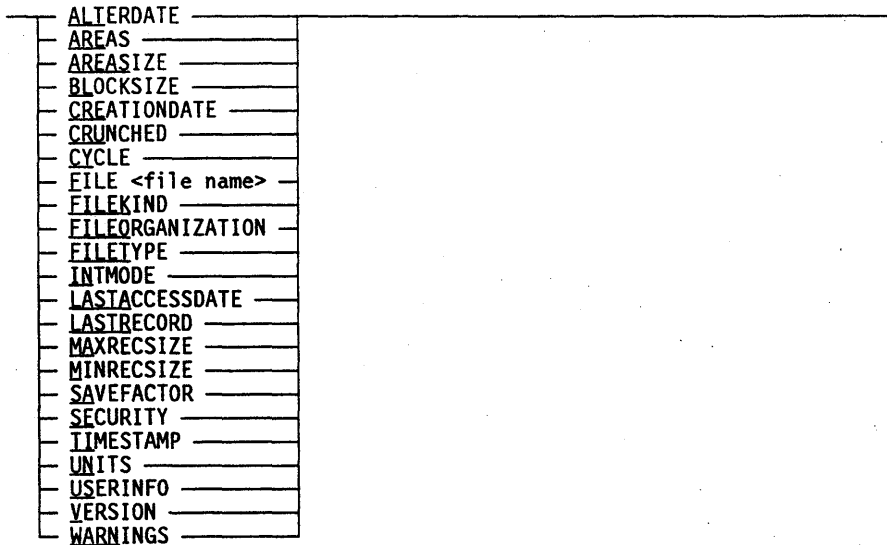 ALTERDATE
AREAS
AREASIZE
BLOCKSIZE
CREATIONDATE
CRUNCHED
CYCLE
FILE <file name>
FILEKIND
FILEORGANIZATION
FILETYPE
INTMODE
LASTACCESSDATE
LASTRECORD
MAXRECSIZE
MINRECSIZE
SAVEFACTOR
SECURITY
TIMESTAMP
UNITS
USERINFO
VERSION
WARNINGS